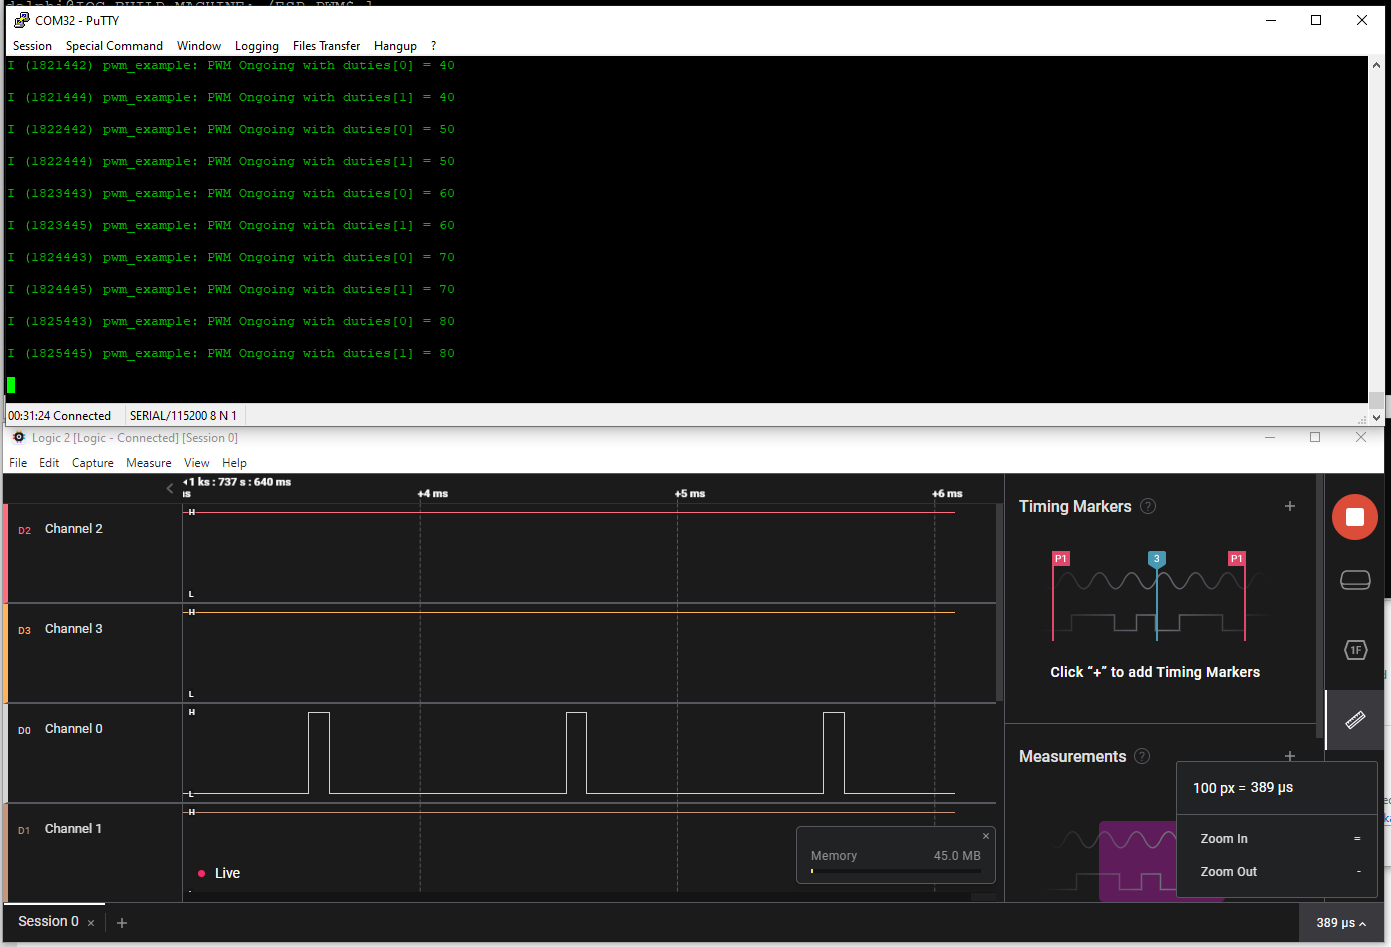 COM32 - PuTTY
Session Special Command Window Logging Files Transfer Hangup ?
I (1821442) pwm_example: PWM Ongoing with duties[0] = 40
I (1821444) pwm_example: PWM Ongoing with duties[1] = 40
I (1822442) pwm_example: PWM Ongoing with duties[0] = 50
I (1822444) pwm_example: PWM Ongoing with duties[1] = 50
I (1823443) pwm_example: PWM Ongoing with duties[0] = 60
I (1823445) pwm_example: PWM Ongoing with duties[1] = 60
I (1824443) pwm_example: PWM Ongoing with duties[0] = 70
I (1824445) pwm_example: PWM Ongoing with duties[1] = 70
I (1825443) pwm_example: PWM Ongoing with duties[0] = 80
I (1825445) pwm_example: PWM Ongoing with duties[1] = 80
00:31:24 Connected SERIAL/115200 8 N 1
Logic 2 [Logic - Connected] [Session 0]
File Edit Capture Measure View Help
1 ks : 737 s : 640 ms
+4 ms +5 ms +6 ms
Timing Markers ? +
P1 3 P1
Click “+” to add Timing Markers
D2 Channel 2
H
L
D3 Channel 3
H
L
D0 Channel 0
H
L
D1 Channel 1
H
Live
Memory 45.0 MB
Measurements ? +
1F
100 px = 389 µs
Zoom In =
Zoom Out -
Session 0 × +
389 µs